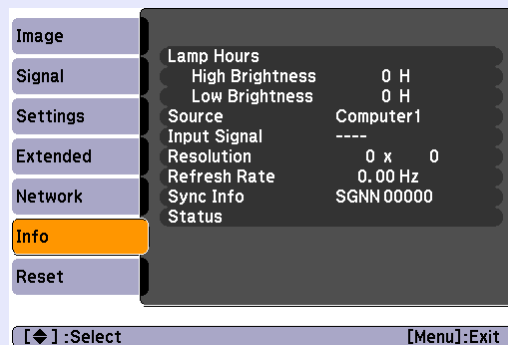 Image
Signal
Settings
Extended
Network
Info
Reset
Lamp Hours
High Brightness 0 H
Low Brightness 0 H
Source Computer1
Input Signal ----
Resolution 0 x 0
Refresh Rate 0.00 Hz
Sync Info SGNN 00000
Status
[◆] :Select [Menu]:Exit